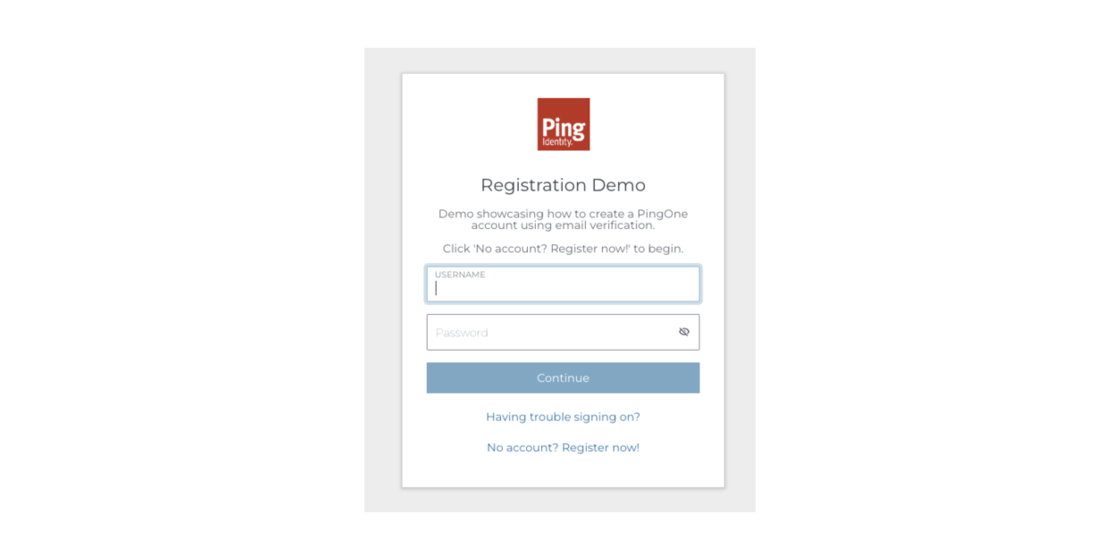 Ping
Identity.
Registration Demo
Demo showcasing how to create a PingOne
account using email verification.
Click 'No account? Register now!' to begin.
USERNAME
Password
Continue
Having trouble signing on?
No account? Register now!